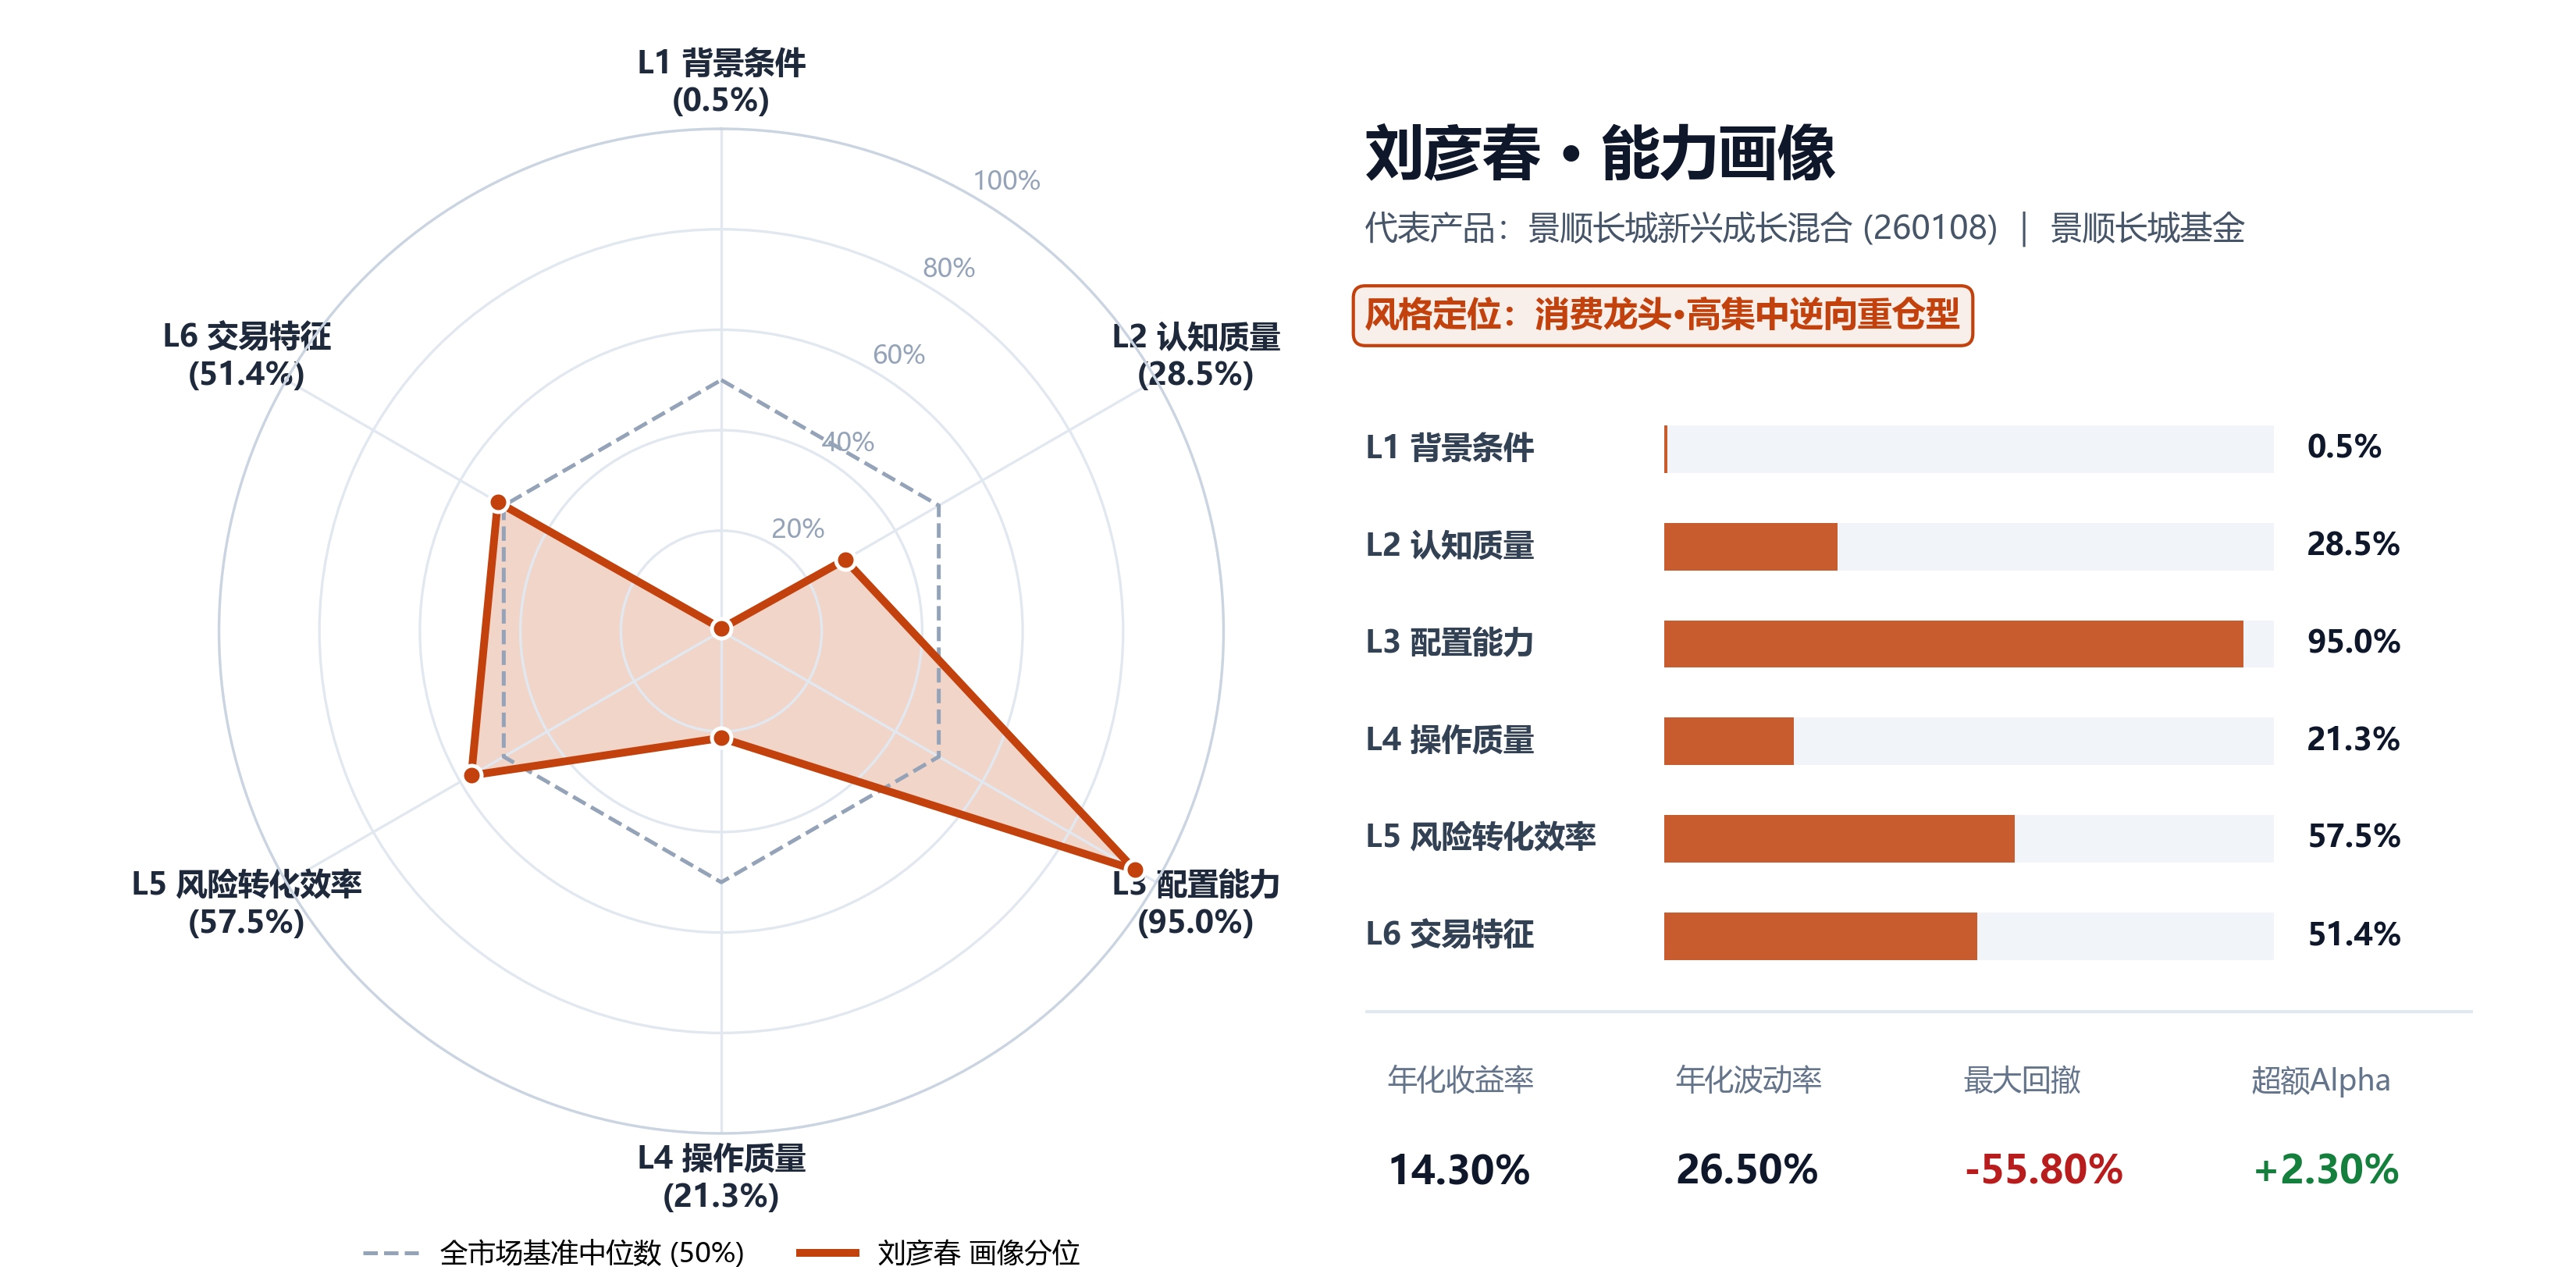 L1 背景条件
(0.5%)
100%
80%
60%
40%
20%
L6 交易特征
(51.4%)
L2 认知质量
(28.5%)
L5 风险转化效率
(57.5%)
L3 配置能力
(95.0%)
L4 操作质量
(21.3%)
全市场基准中位数 (50%)
刘彦春 画像分位
刘彦春 • 能力画像
代表产品：景顺长城新兴成长混合 (260108) ｜ 景顺长城基金
风格定位：消费龙头•高集中逆向重仓型
L1 背景条件 0.5%
L2 认知质量 28.5%
L3 配置能力 95.0%
L4 操作质量 21.3%
L5 风险转化效率 57.5%
L6 交易特征 51.4%
年化收益率 年化波动率 最大回撤 超额Alpha
14.30% 26.50% -55.80% +2.30%